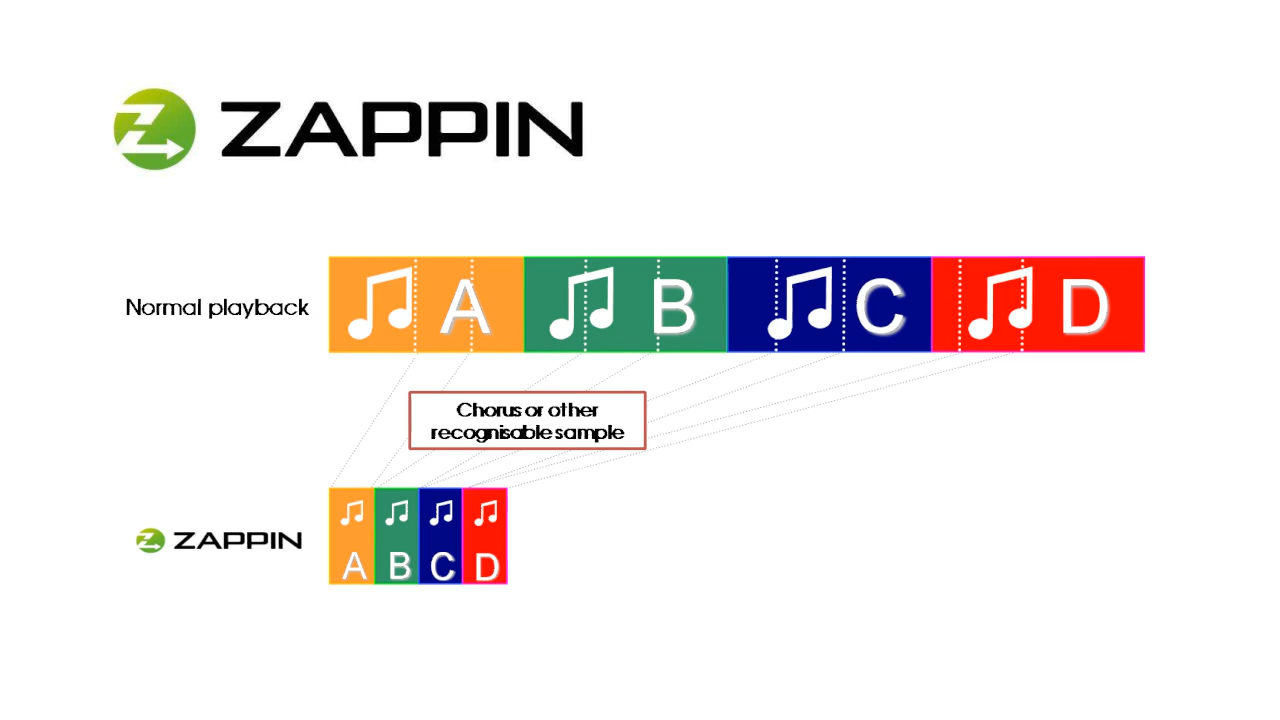 ZAPPIN
Normal playback
A B C D
Chorus or other
recognisable sample
ZAPPIN
A B C D